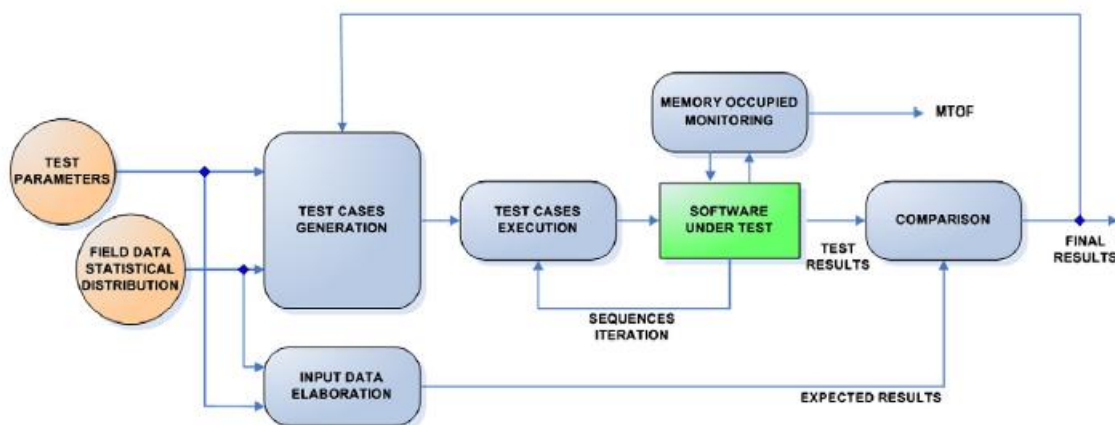 MEMORY OCCUPIED
MONITORING
MTOF
TEST
PARAMETERS
TEST CASES
GENERATION
TEST CASES
EXECUTION
SOFTWARE
UNDER TEST
COMPARISON
TEST
RESULTS
FINAL
RESULTS
FIELD DATA
STATISTICAL
DISTRIBUTION
SEQUENCES
ITERATION
INPUT DATA
ELABORATION
EXPECTED RESULTS